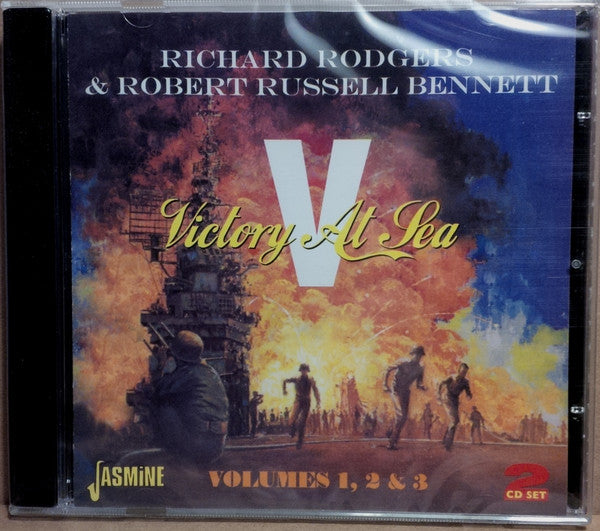 RICHARD RODGERS
& ROBERT RUSSELL BENNETT
V
Victory At Sea
JASMiNE
VOLUMES 1, 2 & 3
2
CD SET